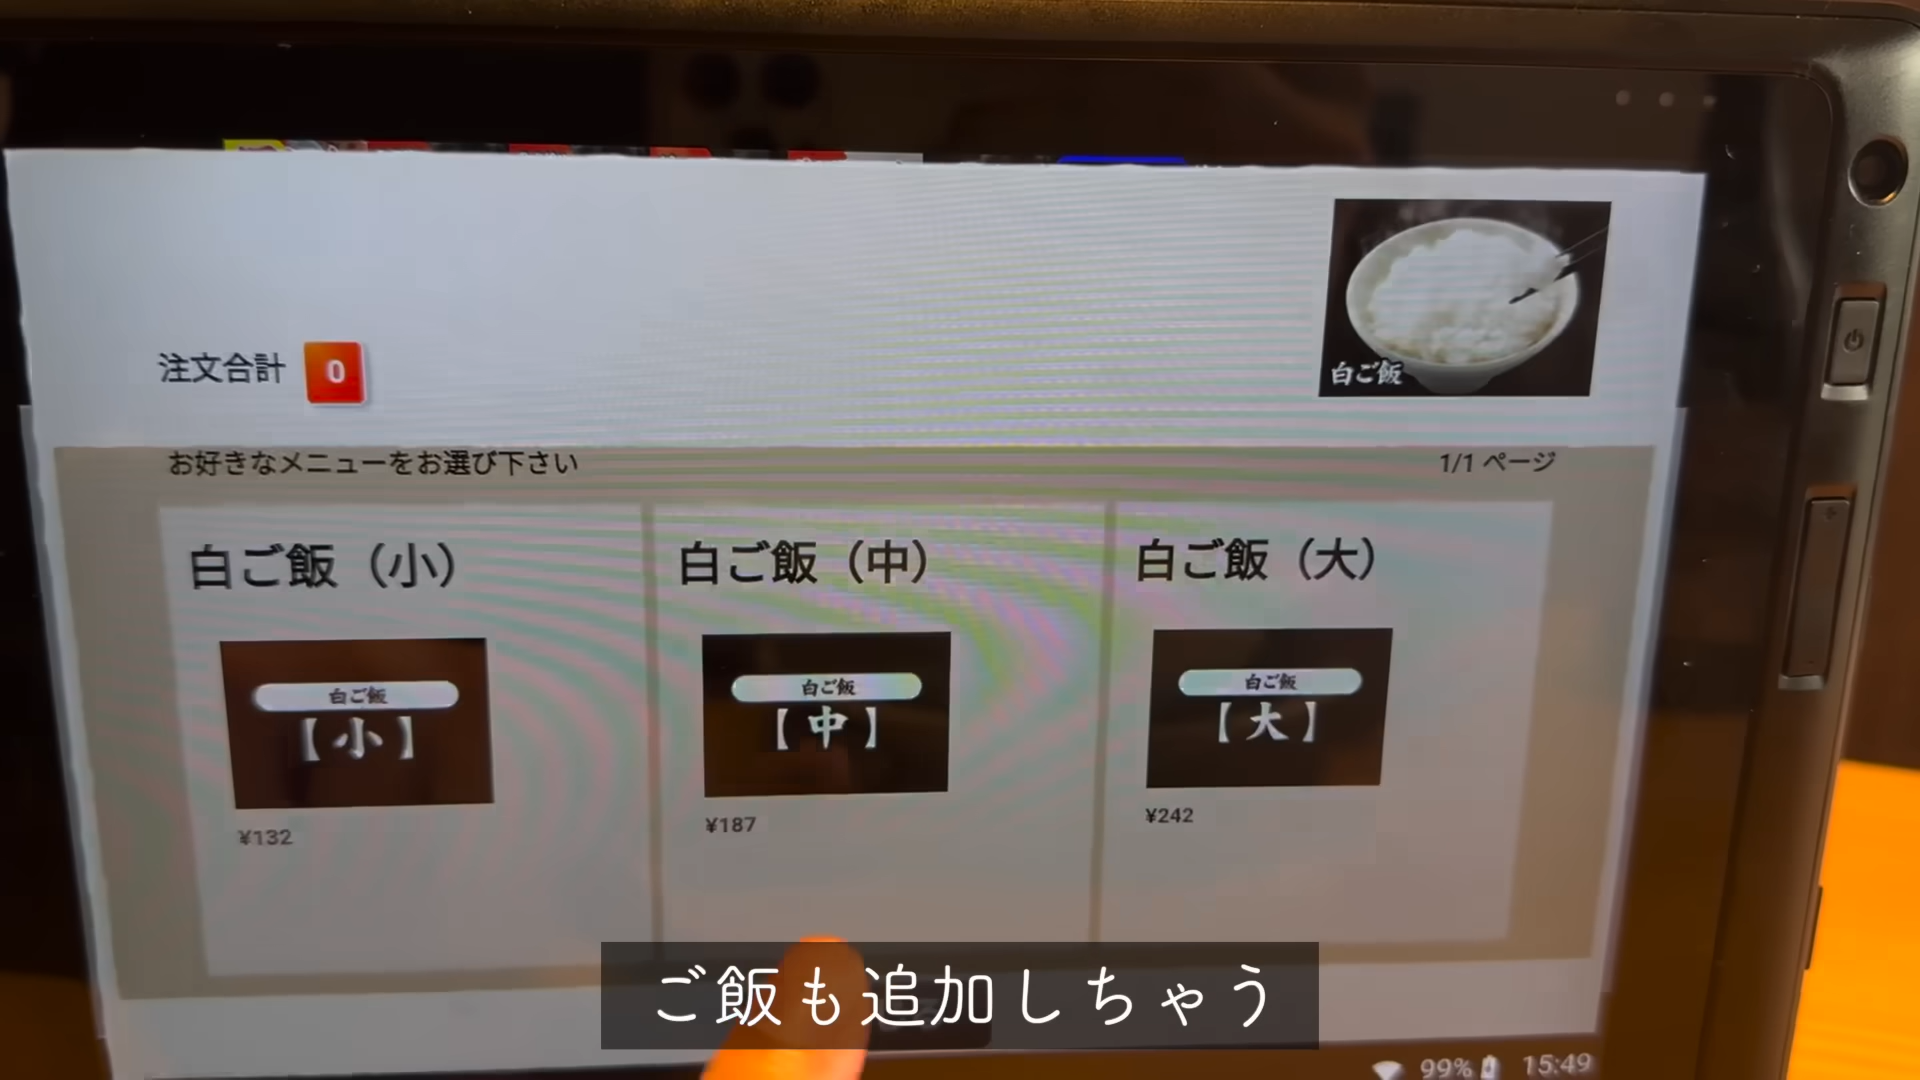 白ご飯
注文合計 0
お好きなメニューをお選び下さい
1/1 ページ
白ご飯（小）
白ご飯（中）
白ご飯（大）
白ご飯
【小】
白ご飯
【中】
白ご飯
【大】
¥132
¥187
¥242
ご飯も追加しちゃう
99%
15:49